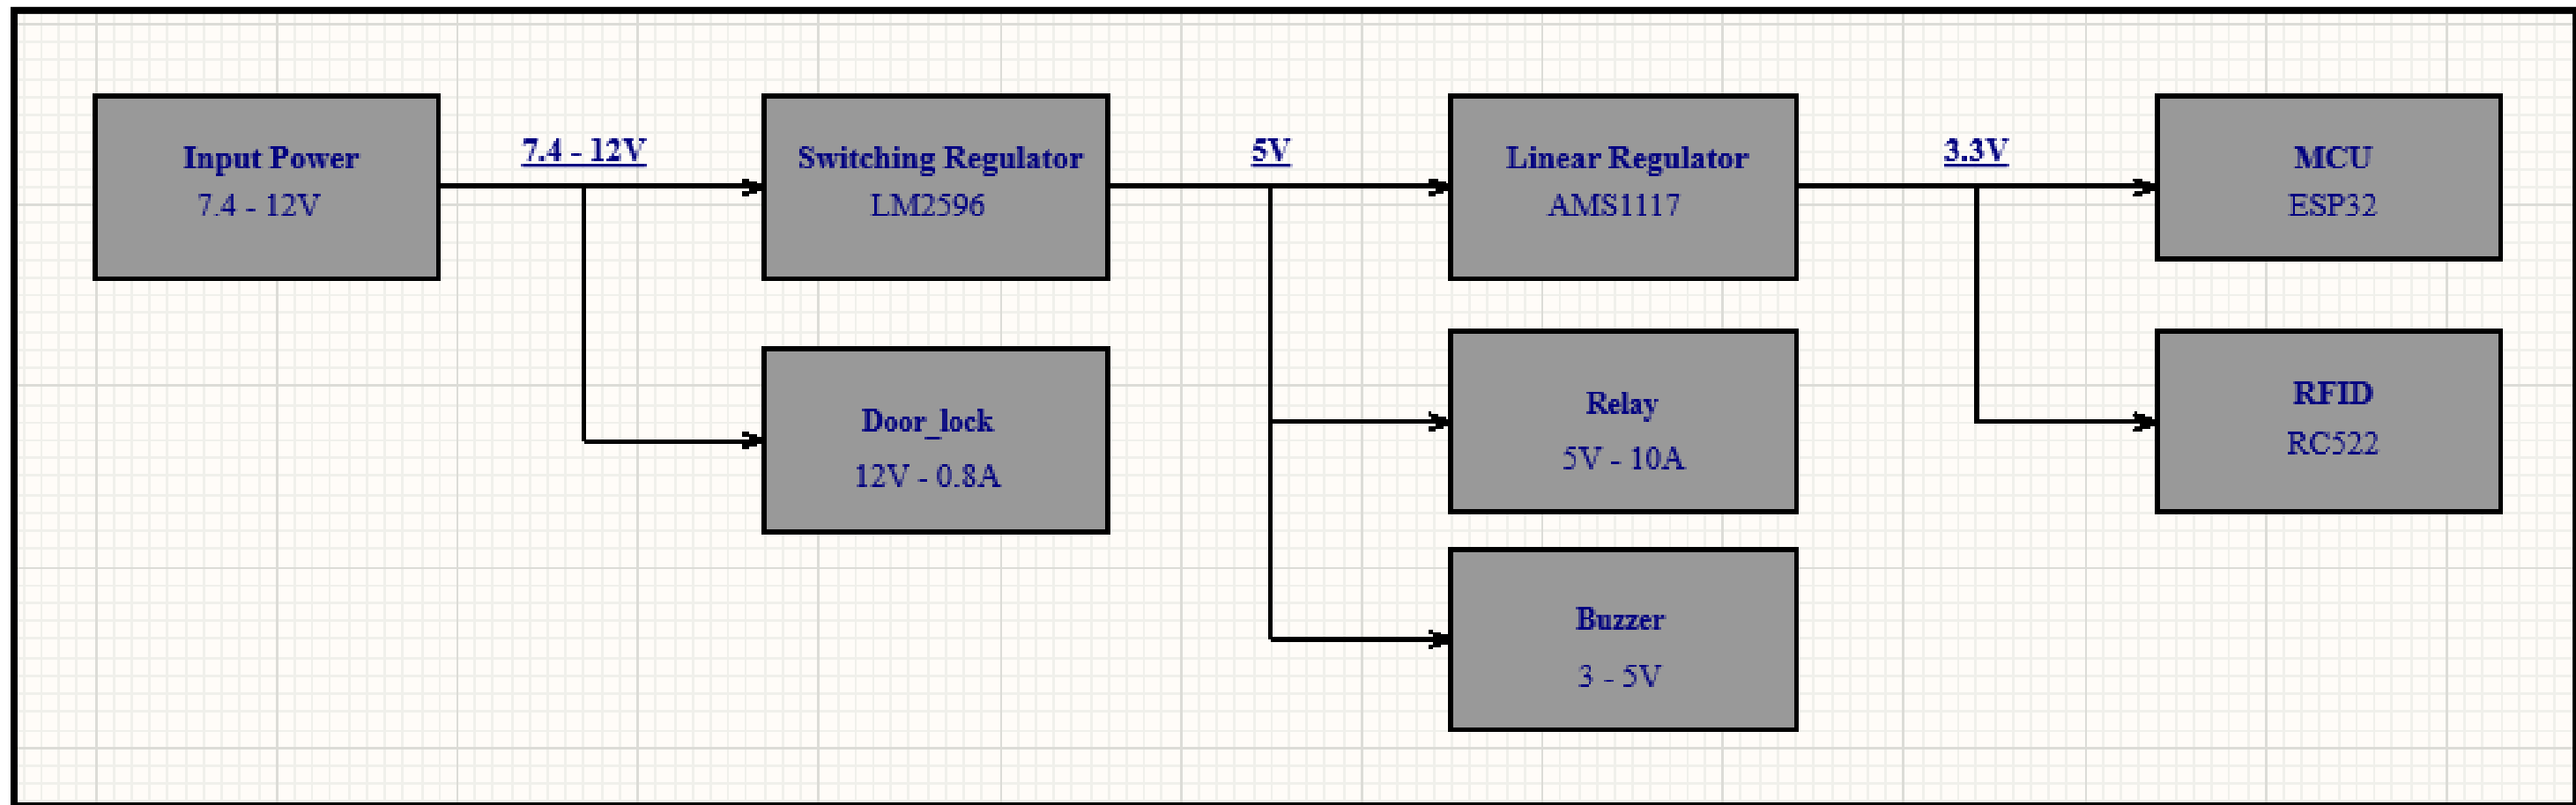 Input Power
7.4 - 12V
7.4 - 12V
Switching Regulator
LM2596
5V
Linear Regulator
AMS1117
3.3V
MCU
ESP32
Door_lock
12V - 0.8A
Relay
5V - 10A
RFID
RC522
Buzzer
3 - 5V